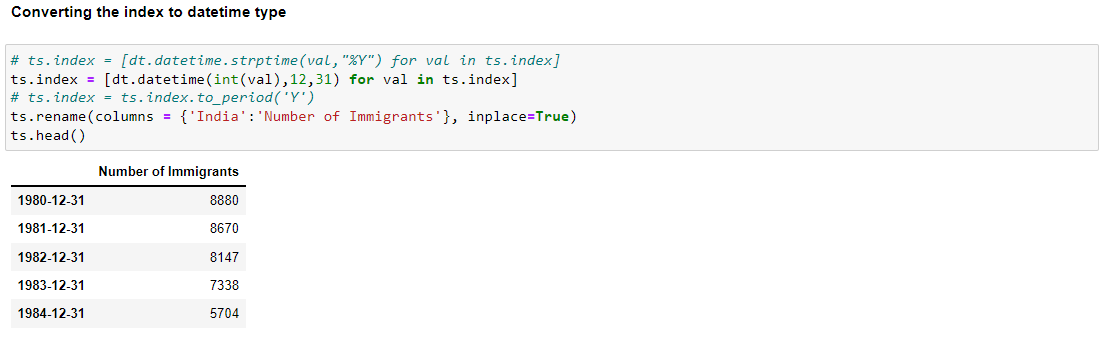 Converting the index to datetime type
# ts.index = [dt.datetime.strptime(val,"%Y") for val in ts.index]
ts.index = [dt.datetime(int(val),12,31) for val in ts.index]
# ts.index = ts.index.to_period('Y')
ts.rename(columns = {'India':'Number of Immigrants'}, inplace=True)
ts.head()
Number of Immigrants
1980-12-31 8880
1981-12-31 8670
1982-12-31 8147
1983-12-31 7338
1984-12-31 5704